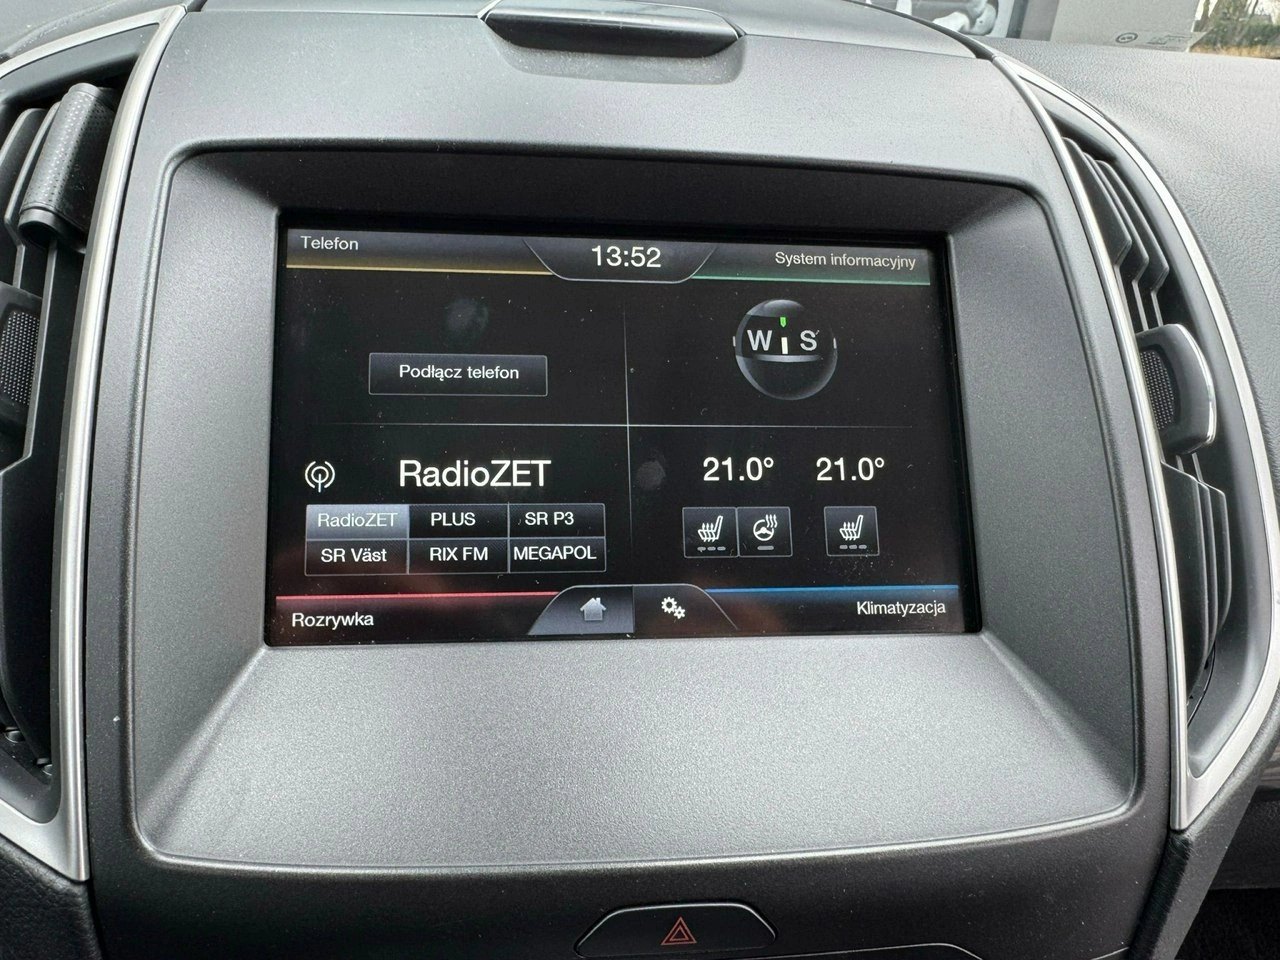 Telefon
13:52
System informacyjny
W S
Podłącz telefon
RadioZET
21.0° 21.0°
RadioZET PLUS SR P3
SR Väst RIX FM MEGAPOL
Rozrywka
Klimatyzacja